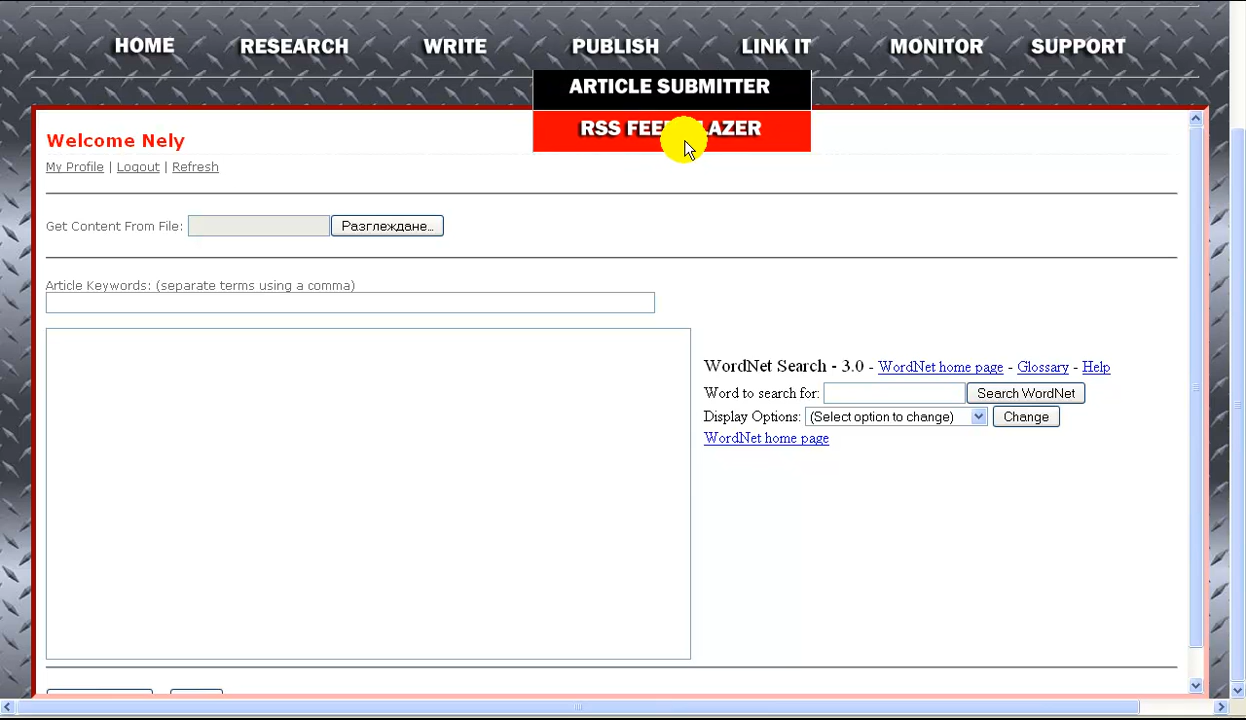 HOME RESEARCH WRITE PUBLISH LINK IT MONITOR SUPPORT
ARTICLE SUBMITTER
RSS
Welcome Nely
My Profile | Logout | Refresh
Get Content From File: Разглеждане...
Article Keywords: (separate terms using a comma)
WordNet Search - 3.0 - WordNet home page - Glossary - Help
Word to search for: Search WordNet
Display Options: (Select option to change) Change
WordNet home page